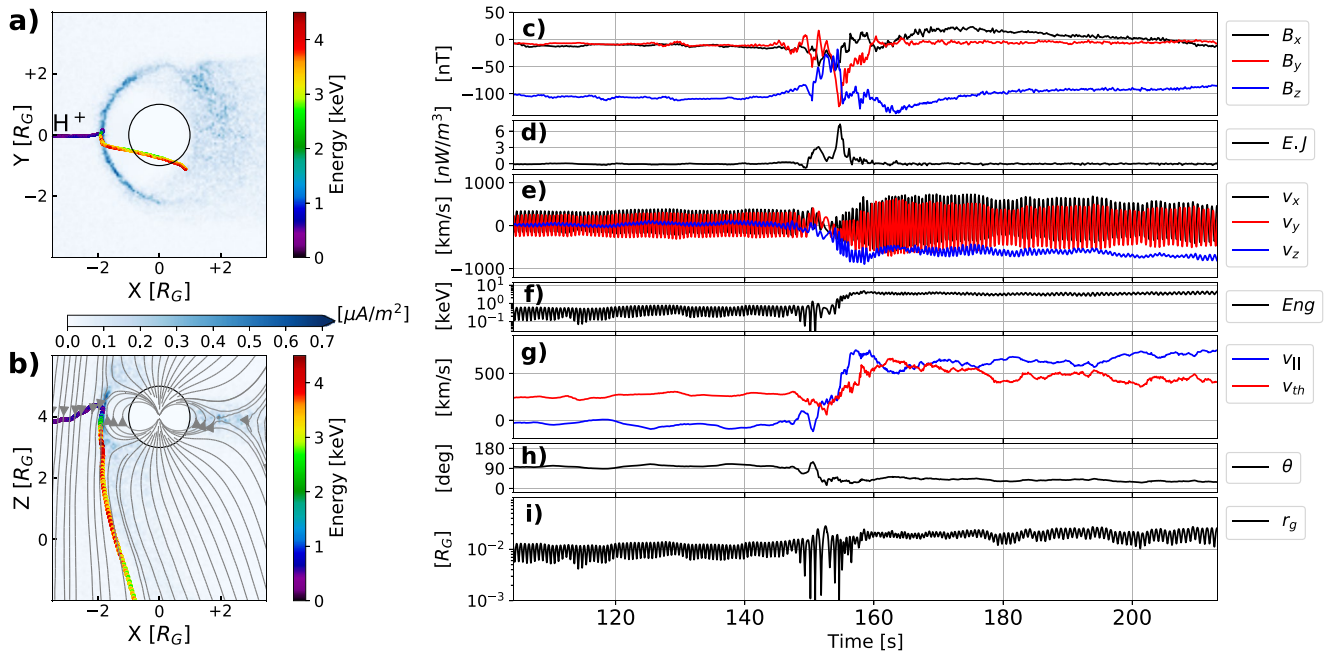 a)
Y [R_G]
+2
0
−2
H⁺
−2
0
+2
X [R_G]
4
3
2
1
0
Energy [keV]
0.0 0.1 0.2 0.3 0.4 0.5 0.6 0.7
[μA/m²]
b)
Z [R_G]
4
2
0
−2
0
+2
X [R_G]
4
3
2
1
0
Energy [keV]
c)
[nT]
50
0
−50
−100
B_x
B_y
B_z
d)
[nW/m³]
6
3
0
E.J
e)
[km/s]
1000
0
−1000
v_x
v_y
v_z
f)
[keV]
10¹
10⁰
10⁻¹
Eng
g)
[km/s]
500
0
v_||
v_th
h)
[deg]
180
90
0
θ
i)
[R_G]
10⁻²
10⁻³
r_g
120 140 160 180 200
Time [s]